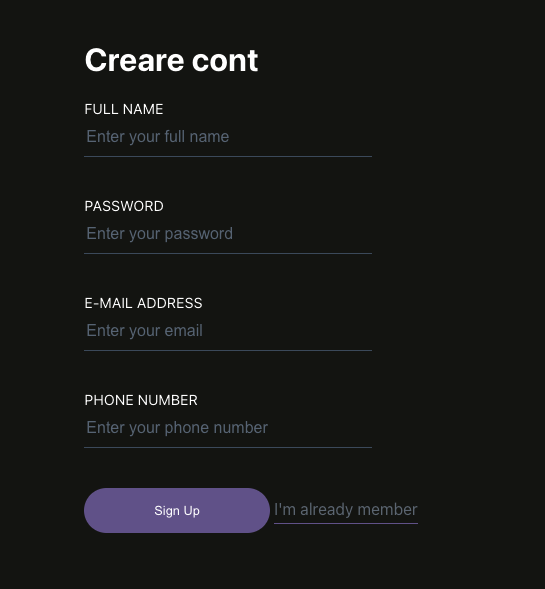 Creare cont
FULL NAME
Enter your full name
PASSWORD
Enter your password
E-MAIL ADDRESS
Enter your email
PHONE NUMBER
Enter your phone number
Sign Up I'm already member